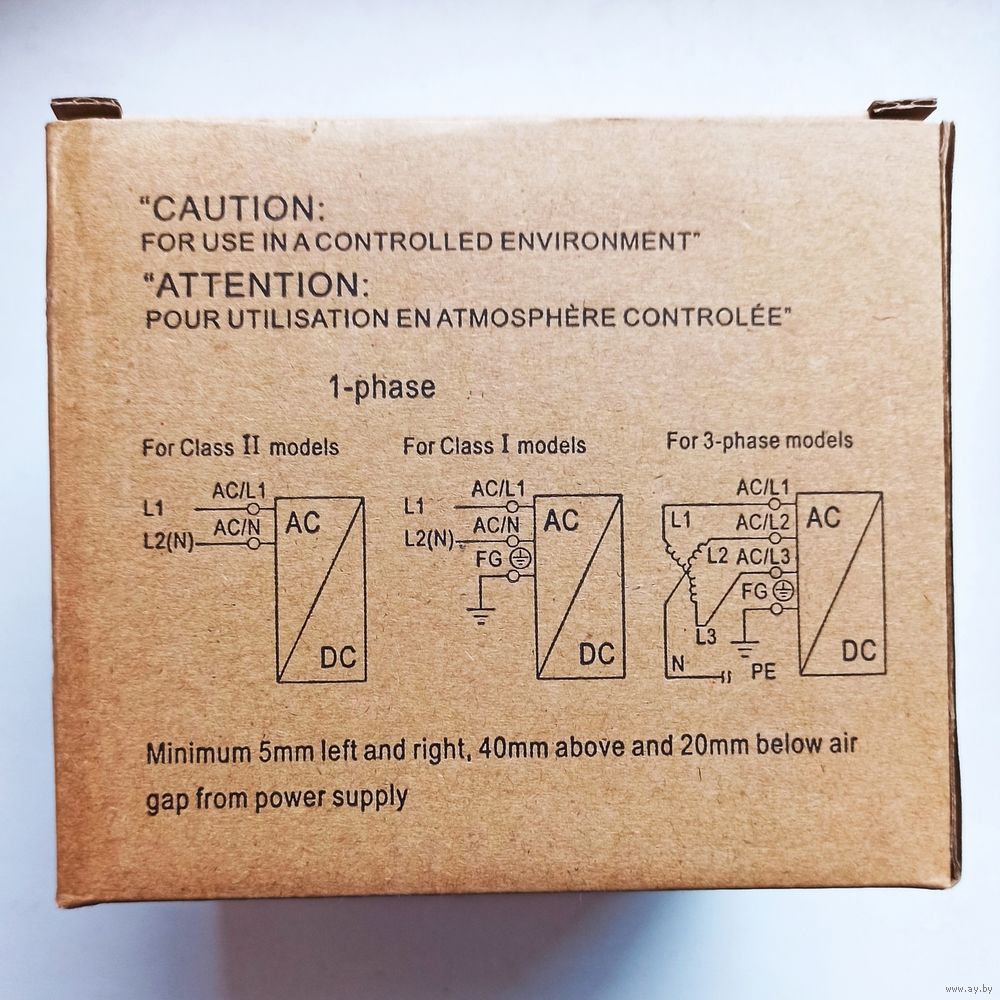 “CAUTION:
FOR USE IN A CONTROLLED ENVIRONMENT”
“ATTENTION:
POUR UTILISATION EN ATMOSPHÈRE CONTROLÉE”
1-phase
For Class II models
L1
AC/L1
L2(N)
AC/N
AC
DC
For Class I models
L1
AC/L1
L2(N)
AC/N
FG
AC
DC
For 3-phase models
AC/L1
L1
AC/L2
L2
AC/L3
FG
L3
N
PE
AC
DC
Minimum 5mm left and right, 40mm above and 20mm below air
gap from power supply
www.ay.by